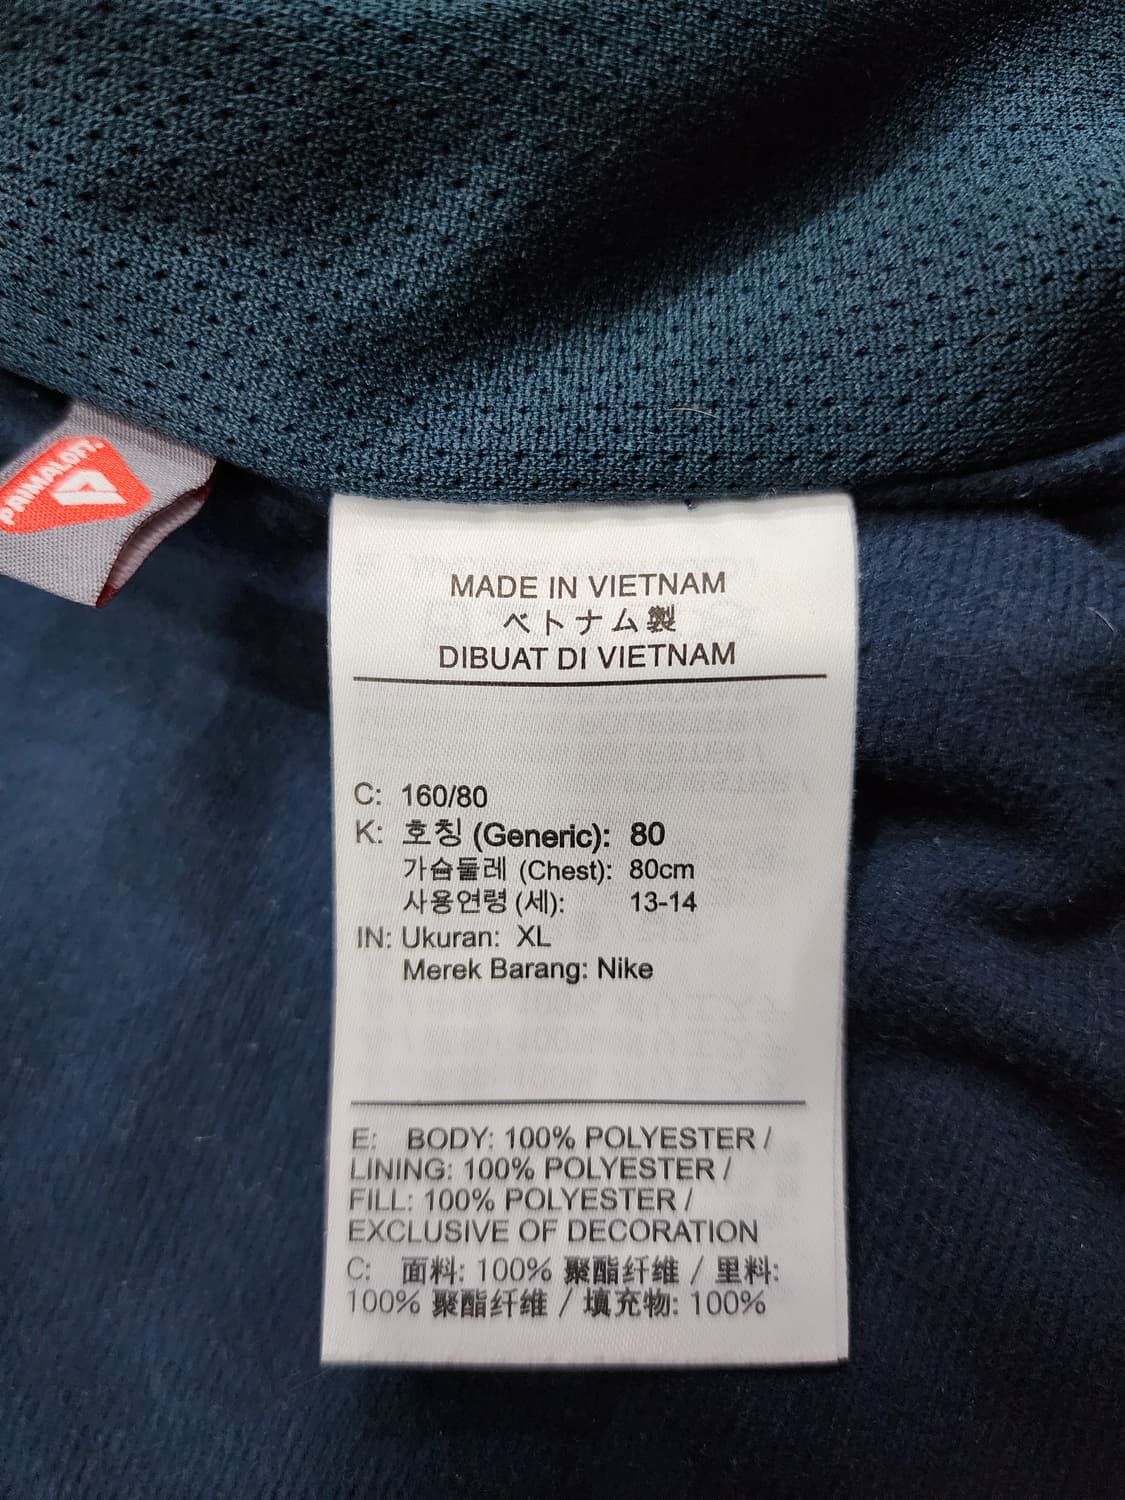 PRIMALOFT
MADE IN VIETNAM
ベトナム製
DIBUAT DI VIETNAM
C: 160/80
K: 호칭 (Generic): 80
가슴둘레 (Chest): 80cm
사용연령 (세): 13-14
IN: Ukuran: XL
Merek Barang: Nike
E: BODY: 100% POLYESTER /
LINING: 100% POLYESTER /
FILL: 100% POLYESTER /
EXCLUSIVE OF DECORATION
C: 面料: 100% 聚酯纤维 / 里料:
100% 聚酯纤维 / 填充物: 100%